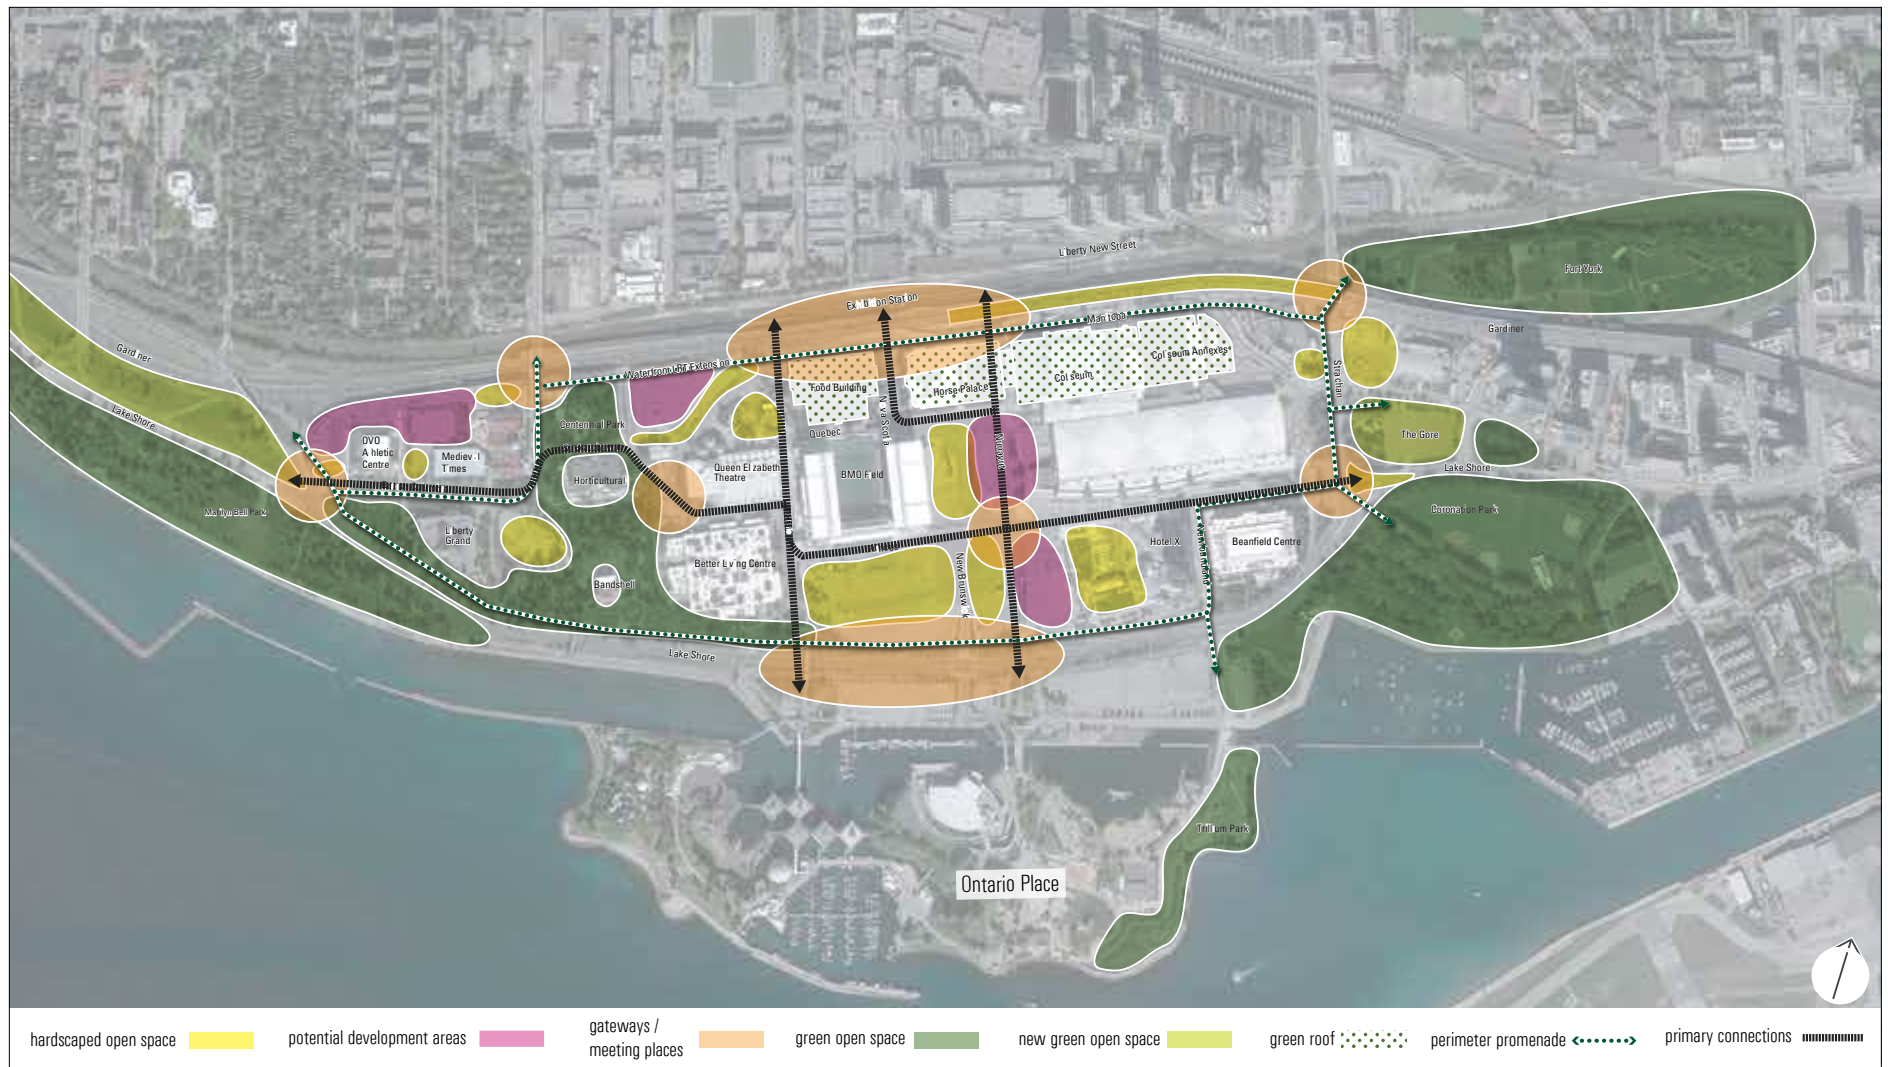 Liberty New Street
Fort York
Exhibition Station
Manitoba
Gardiner
Gardiner
Waterfront LRT Extension
Coliseum Annexes
Coliseum
Strachan
Food Building
Horse Palace
Lake Shore
Centennial Park
Nova Scotia
Quebec
The Gore
OVO
Athletic
Centre
Medieval
Times
Lake Shore
Queen Elizabeth
Theatre
BMO Field
Horticultural
Marilyn Bell Park
Coronation Park
Liberty
Grand
Hotel X
Beanfield Centre
Better Living Centre
New Brunswick
Bandshell
Lake Shore
Trillium Park
Ontario Place
hardscaped open space
potential development areas
gateways /
meeting places
green open space
new green open space
green roof
perimeter promenade
primary connections